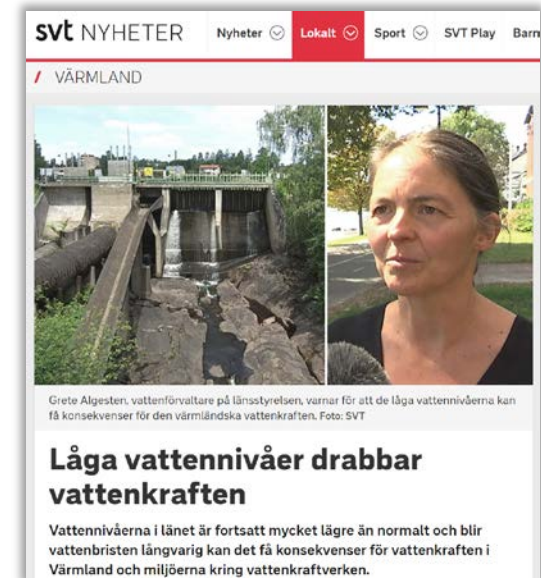 svt NYHETER Nyheter Lokalt Sport SVT Play Barn
/ VÄRMLAND
Grete Algesten, vattenförvaltare på länsstyrelsen, varnar för att de låga vattennivåerna kan
få konsekvenser för den värmländska vattenkraften. Foto: SVT
Låga vattennivåer drabbar
vattenkraften
Vattennivåerna i länet är fortsatt mycket lägre än normalt och blir
vattenbristen långvarig kan det få konsekvenser för vattenkraften i
Värmland och miljöerna kring vattenkraftverken.